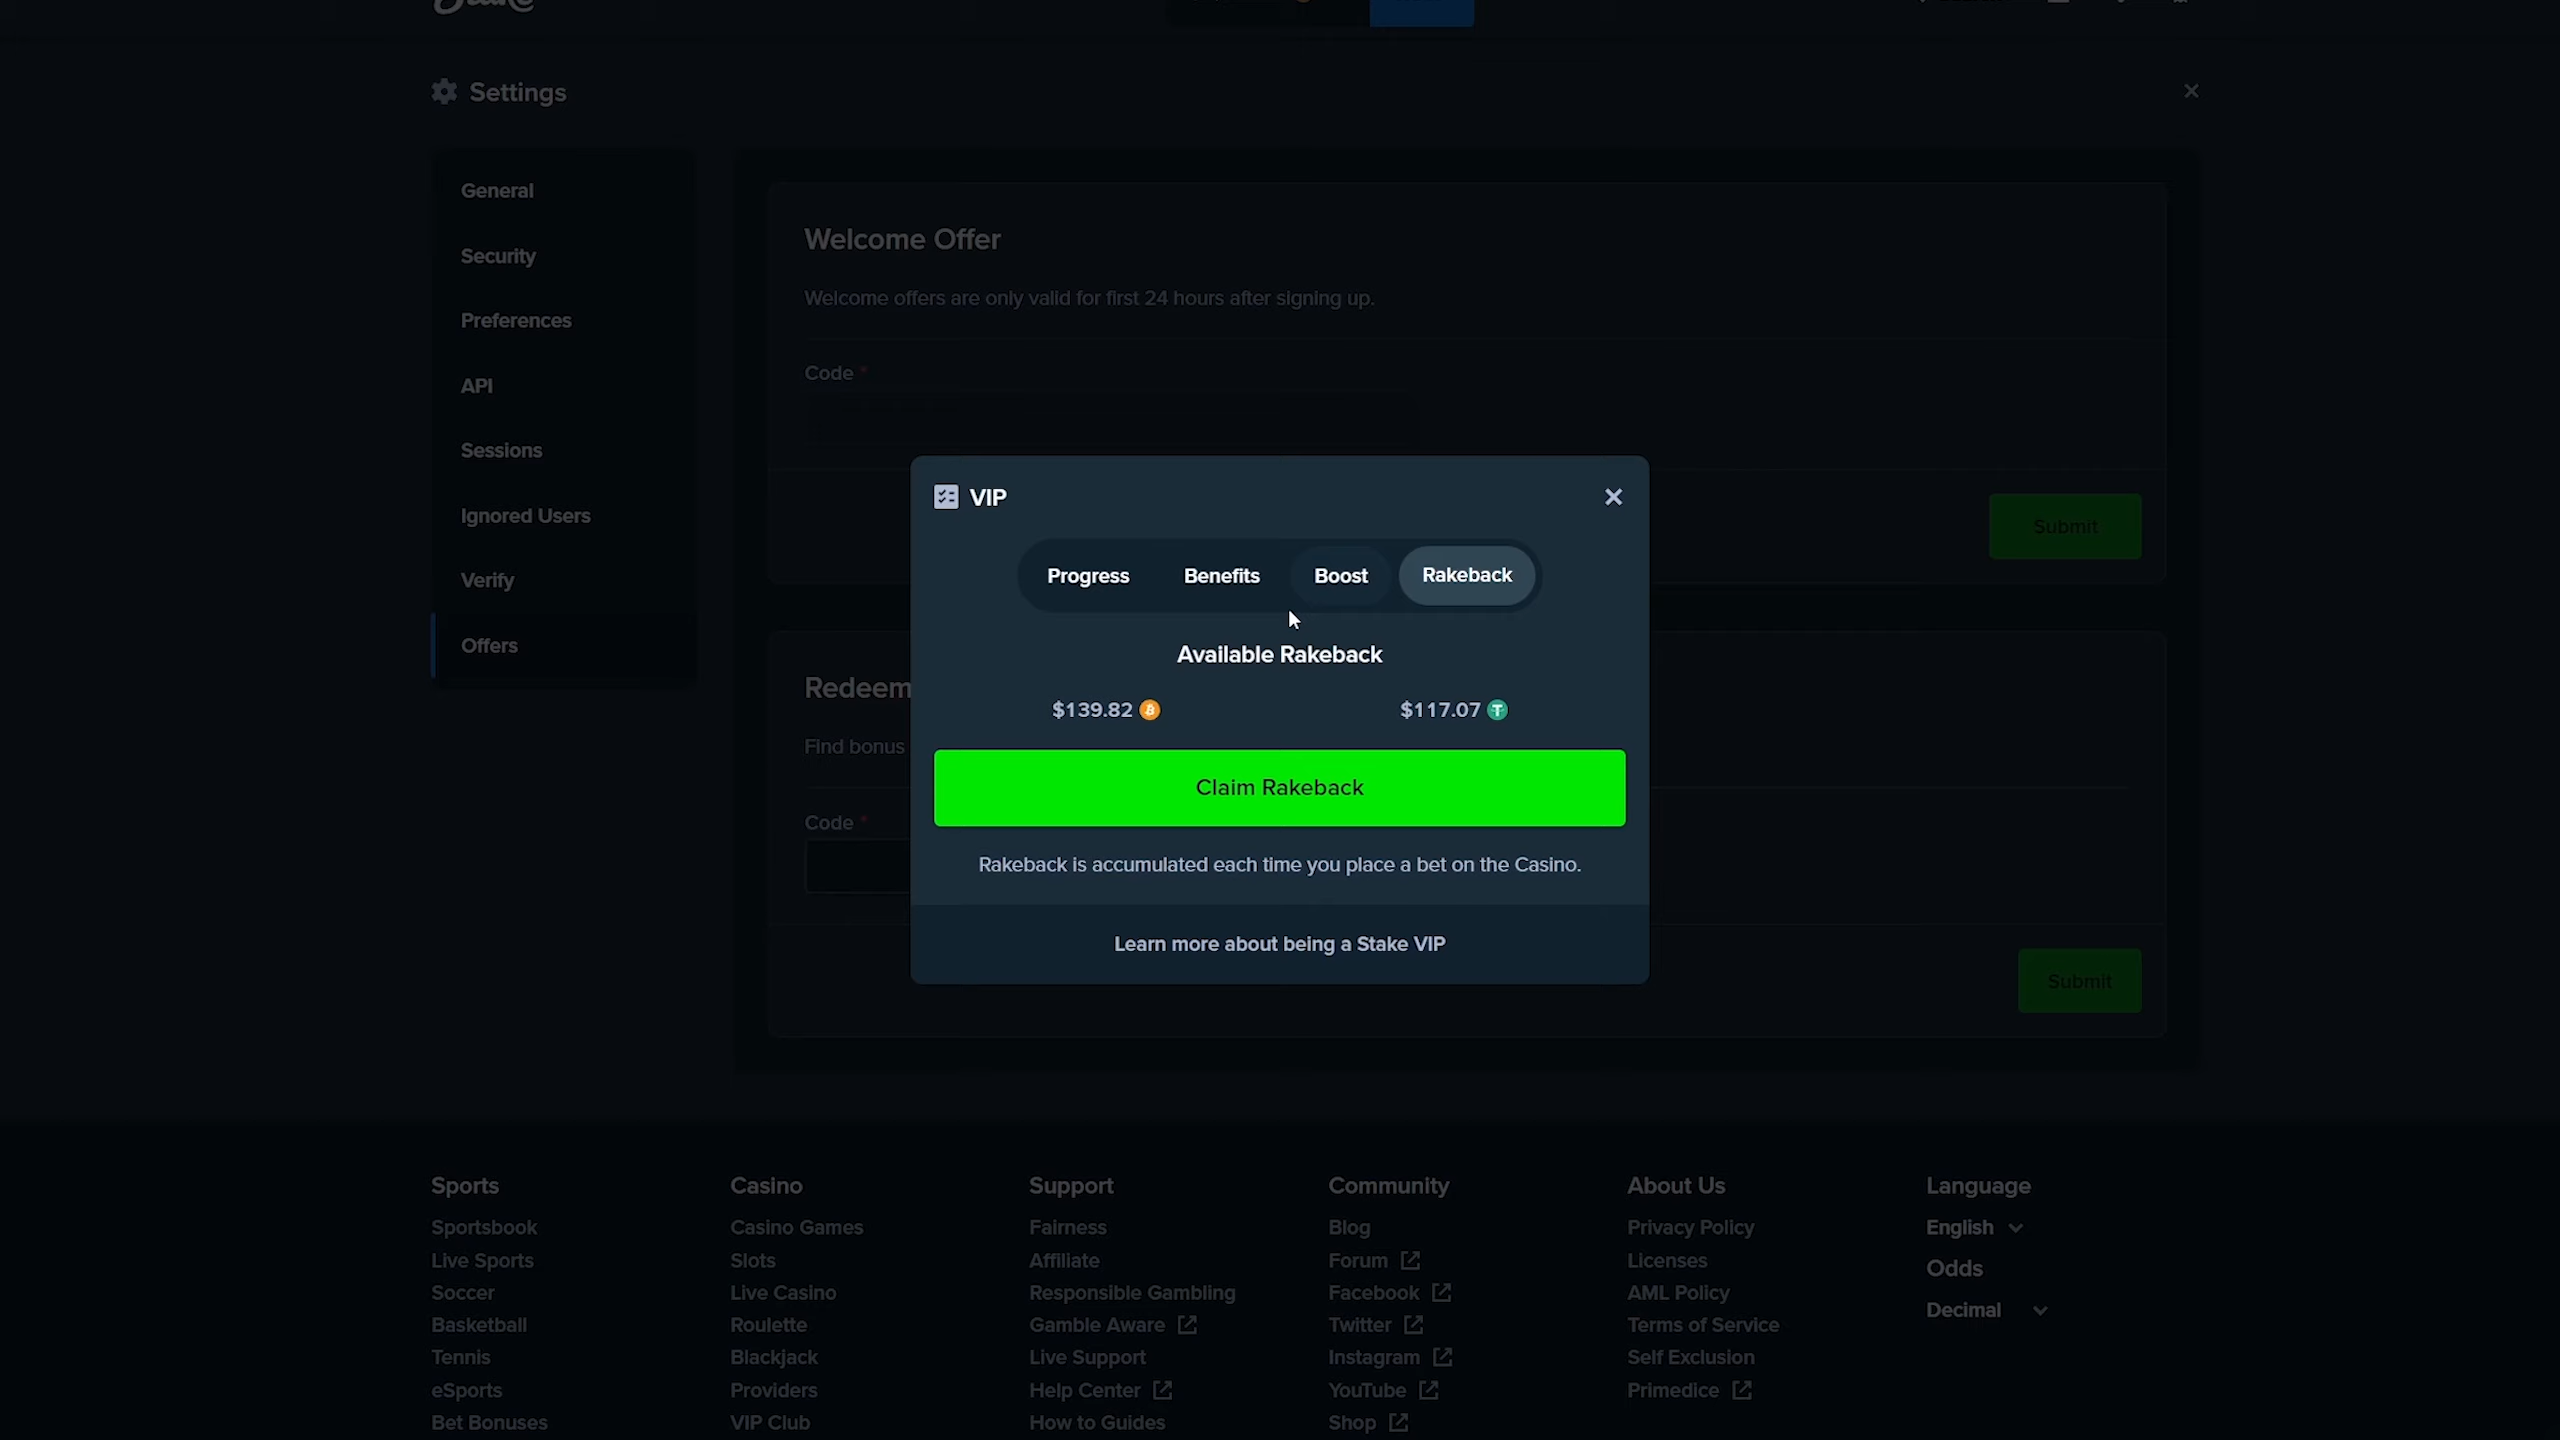 Settings
General
Security
Preferences
API
Sessions
Ignored Users
Verify
Offers
Welcome Offer
Welcome offers are only valid for first 24 hours after signing up.
Code *
Submit
VIP
Progress
Benefits
Boost
Rakeback
Available Rakeback
$139.82
$117.07
Claim Rakeback
Rakeback is accumulated each time you place a bet on the Casino.
Learn more about being a Stake VIP
Redeem
Find bonus
Code *
Submit
Sports
Sportsbook
Live Sports
Soccer
Basketball
Tennis
eSports
Bet Bonuses
Casino
Casino Games
Slots
Live Casino
Roulette
Blackjack
Providers
VIP Club
Support
Fairness
Affiliate
Responsible Gambling
Gamble Aware
Live Support
Help Center
How to Guides
Community
Blog
Forum
Facebook
Twitter
Instagram
YouTube
Shop
About Us
Privacy Policy
Licenses
AML Policy
Terms of Service
Self Exclusion
Primedice
Language
English
Odds
Decimal